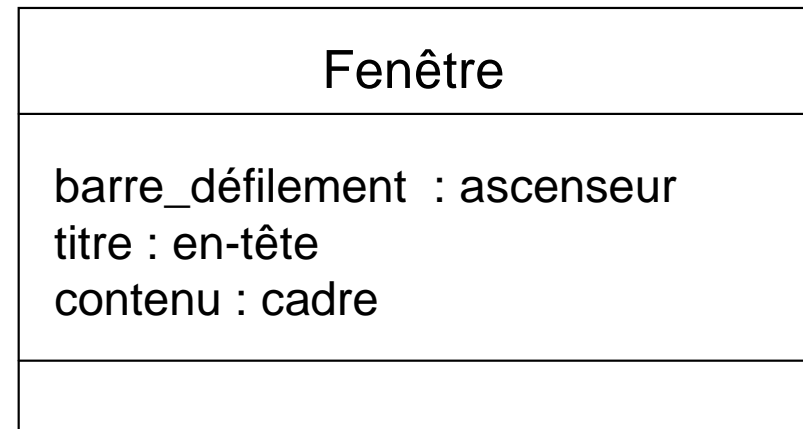 Fenêtre
barre_défilement : ascenseur
titre : en-tête
contenu : cadre